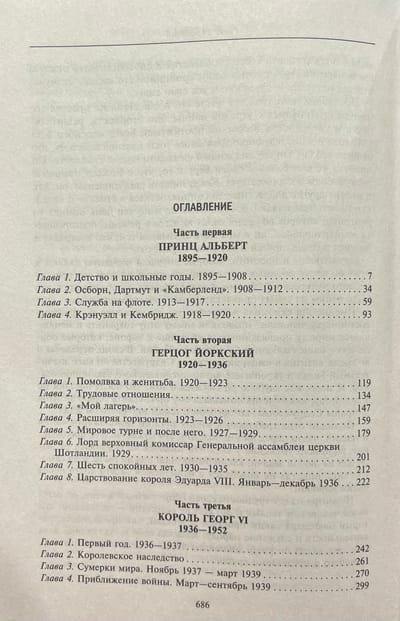 ОГЛАВЛЕНИЕ
Часть первая
ПРИНЦ АЛЬБЕРТ
1895—1920
Глава 1. Детство и школьные годы. 1895—1908 . . . . . . . . . . . . . . . . . . . . . . . 7
Глава 2. Осборн, Дартмут и «Камберленд». 1908—1912 . . . . . . . . . . . . . . 34
Глава 3. Служба на флоте. 1913—1917 . . . . . . . . . . . . . . . . . . . . . . . . . . . . 59
Глава 4. Крэнуэлл и Кембридж. 1918—1920 . . . . . . . . . . . . . . . . . . . . . . . . 93
Часть вторая
ГЕРЦОГ ЙОРКСКИЙ
1920—1936
Глава 1. Помолвка и женитьба. 1920—1923 . . . . . . . . . . . . . . . . . . . . . . . 119
Глава 2. Трудовые отношения. . . . . . . . . . . . . . . . . . . . . . . . . . . . . . . . . . 134
Глава 3. «Мой лагерь». . . . . . . . . . . . . . . . . . . . . . . . . . . . . . . . . . . . . . . . 147
Глава 4. Расширяя горизонты. 1923—1926 . . . . . . . . . . . . . . . . . . . . . . . . 159
Глава 5. Мировое турне и после него. 1927—1929 . . . . . . . . . . . . . . . . . . 179
Глава 6. Лорд верховный комиссар Генеральной ассамблеи церкви
Шотландии. 1929. . . . . . . . . . . . . . . . . . . . . . . . . . . . . . . . . . . . . . . . . 201
Глава 7. Шесть спокойных лет. 1930—1935 . . . . . . . . . . . . . . . . . . . . . . . 212
Глава 8. Царствование короля Эдуарда VIII. Январь—декабрь 1936 . . . . 222
Часть третья
КОРОЛЬ ГЕОРГ VI
1936—1952
Глава 1. Первый год. 1936—1937 . . . . . . . . . . . . . . . . . . . . . . . . . . . . . . . . 242
Глава 2. Королевское наследство . . . . . . . . . . . . . . . . . . . . . . . . . . . . . . . 261
Глава 3. Сумерки мира. Ноябрь 1937 — март 1939 . . . . . . . . . . . . . . . . . . 270
Глава 4. Приближение войны. Март—сентябрь 1939 . . . . . . . . . . . . . . . . 299
686